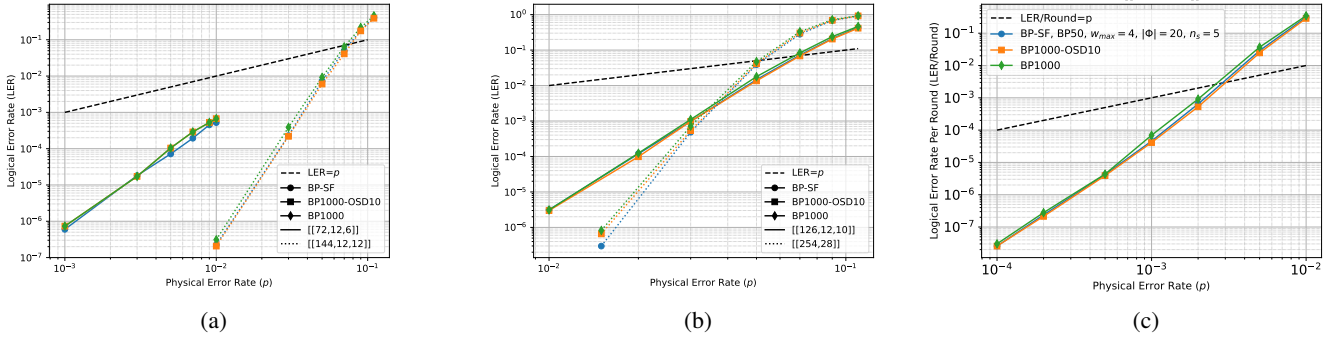 10⁰
10⁻¹
10⁻²
10⁻³
10⁻⁴
10⁻⁵
10⁻⁶
10⁻⁷
Logical Error Rate (LER)
LER=p
BP-SF
BP1000-OSD10
BP1000
[[72,12,6]]
[[144,12,12]]
10⁻³
10⁻²
10⁻¹
Physical Error Rate (p)
(a)
10⁰
10⁻¹
10⁻²
10⁻³
10⁻⁴
10⁻⁵
10⁻⁶
Logical Error Rate (LER)
LER=p
BP-SF
BP1000-OSD10
BP1000
[[126,12,10]]
[[254,28]]
10⁻²
10⁻¹
Physical Error Rate (p)
(b)
LER/Round=p
BP-SF, BP50, wmax = 4, |Φ| = 20, ns = 5
BP1000-OSD10
BP1000
10⁻¹
10⁻²
10⁻³
10⁻⁴
10⁻⁵
10⁻⁶
10⁻⁷
Logical Error Rate Per Round (LER/Round)
10⁻⁴
10⁻³
10⁻²
Physical Error Rate (p)
(c)